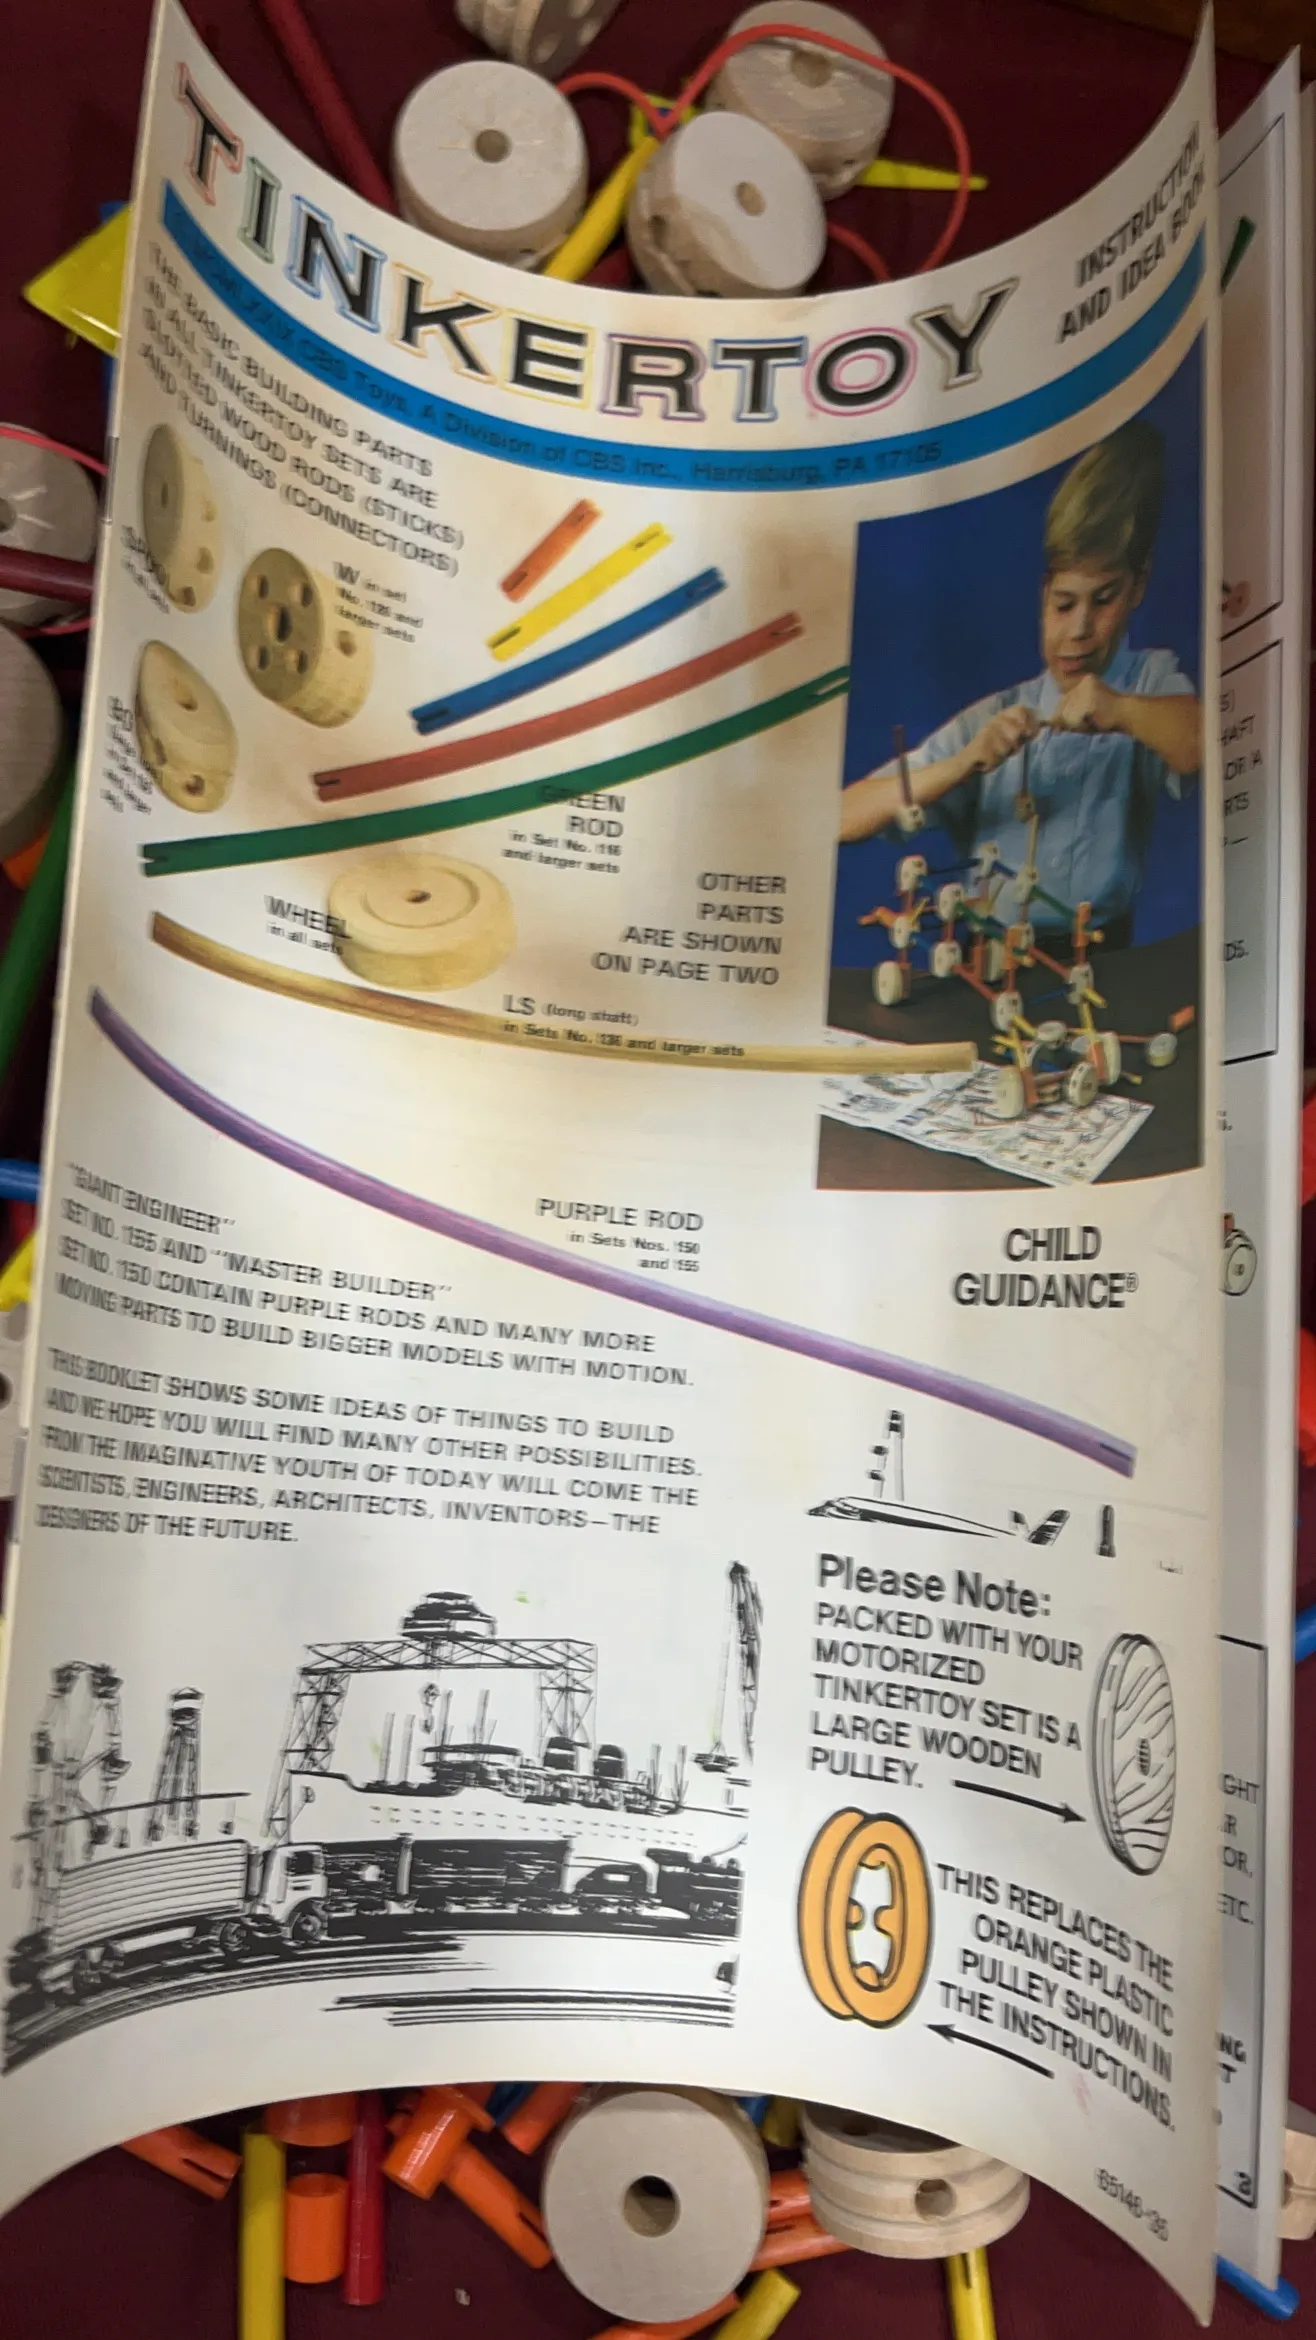 TINKERTOY
INSTRUCTION
AND IDEA BOOK
CBS Toys, A Division of CBS Inc., Harrisburg, PA 17105
THE BASIC BUILDING PARTS
IN ALL TINKERTOY SETS ARE
SLOTTED WOOD RODS (STICKS)
AND TURNINGS (CONNECTORS)
W in set
No. 136 and
larger sets
GREEN
ROD
in Set No. 116
and larger sets
WHEEL
in all sets
OTHER
PARTS
ARE SHOWN
ON PAGE TWO
LS (long shaft)
in Sets No. 136 and larger sets
PURPLE ROD
in Sets Nos. 150
and 155
CHILD
GUIDANCE®
"GIANT ENGINEER"
SET NO. 155 AND "MASTER BUILDER"
SET NO. 150 CONTAIN PURPLE RODS AND MANY MORE
MOVING PARTS TO BUILD BIGGER MODELS WITH MOTION.
THIS BOOKLET SHOWS SOME IDEAS OF THINGS TO BUILD
AND WE HOPE YOU WILL FIND MANY OTHER POSSIBILITIES.
FROM THE IMAGINATIVE YOUTH OF TODAY WILL COME THE
SCIENTISTS, ENGINEERS, ARCHITECTS, INVENTORS—THE
DESIGNERS OF THE FUTURE.
Please Note:
PACKED WITH YOUR
MOTORIZED
TINKERTOY SET IS A
LARGE WOODEN
PULLEY.
THIS REPLACES THE
ORANGE PLASTIC
PULLEY SHOWN IN
THE INSTRUCTIONS.
65146-36
3